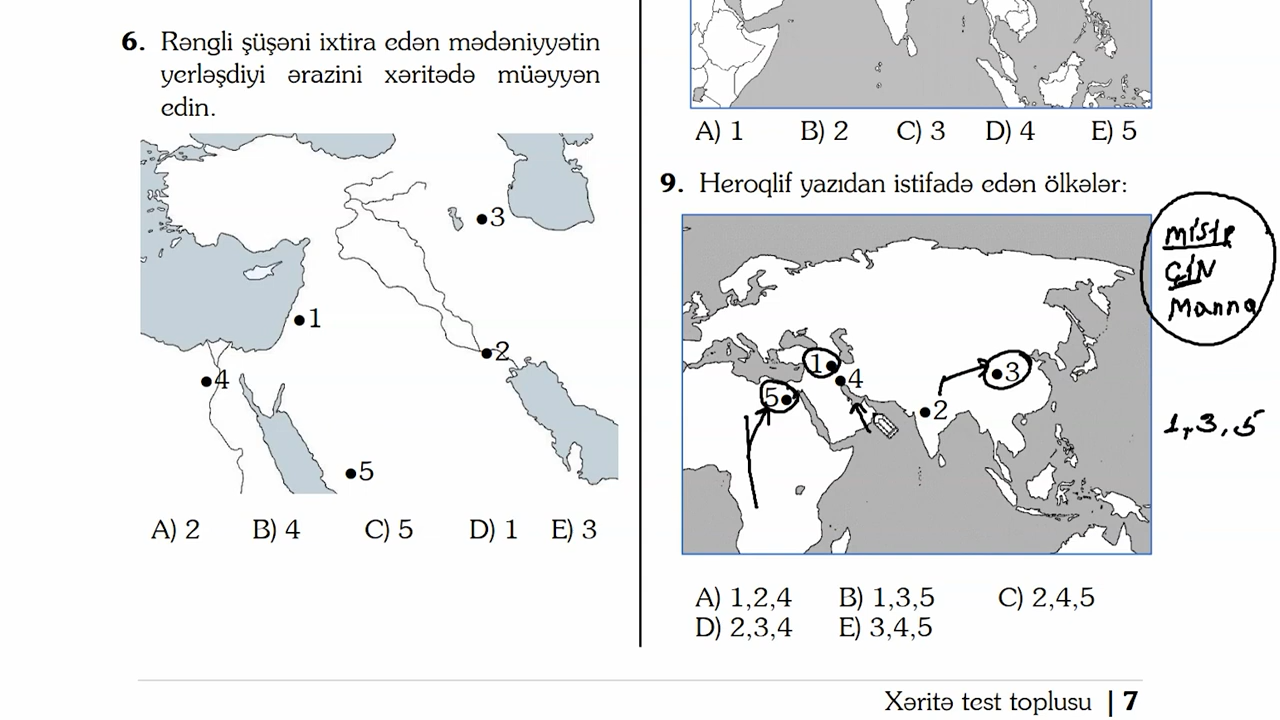 6. Rəngli şüşəni ixtira edən mədəniyyətin
yerləşdiyi ərazini xəritədə müəyyən
edin.
3
1
2
4
5
A) 2 B) 4 C) 5 D) 1 E) 3
A) 1 B) 2 C) 3 D) 4 E) 5
9. Heroqlif yazıdan istifadə edən ölkələr:
1
3
4
5
2
mısır
ÇIN
Manna
1,3,5
A) 1,2,4 B) 1,3,5 C) 2,4,5
D) 2,3,4 E) 3,4,5
Xəritə test toplusu | 7